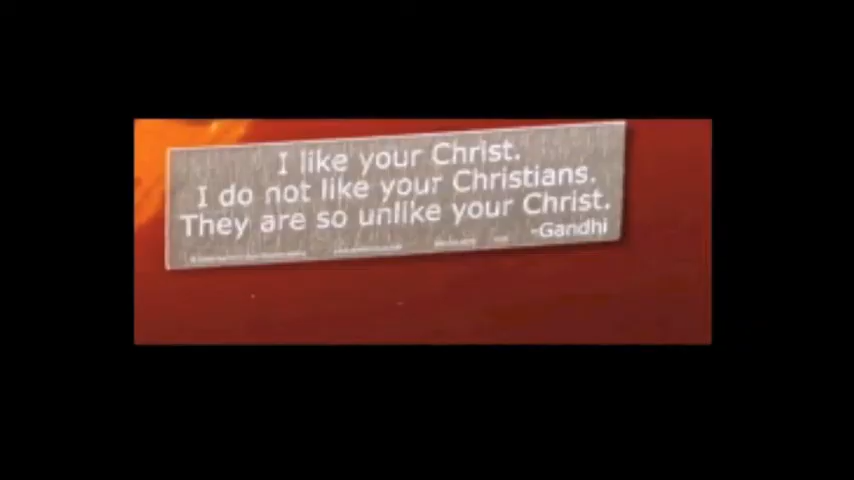 I like your Christ.
I do not like your Christians.
They are so unlike your Christ.
-Gandhi